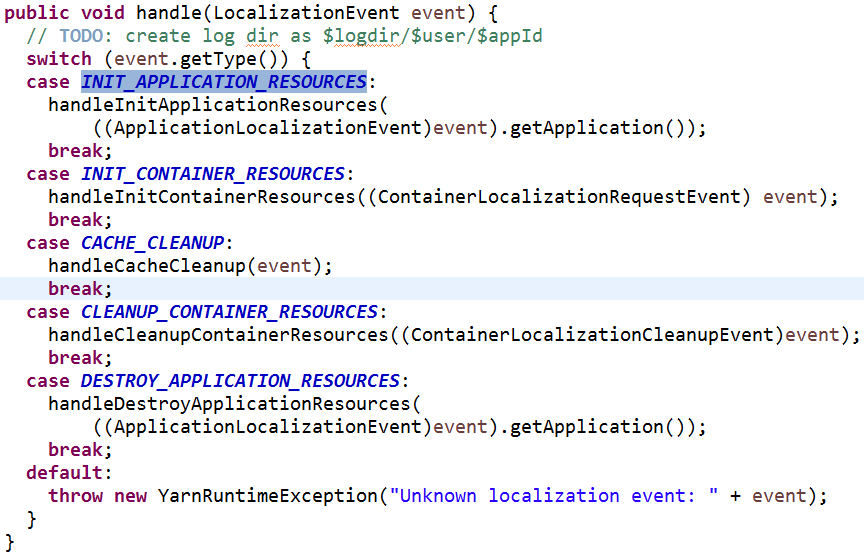 public void handle(LocalizationEvent event) {
  // TODO: create log dir as $logdir/$user/$appId
  switch (event.getType()) {
  case INIT_APPLICATION_RESOURCES:
    handleInitApplicationResources(
        ((ApplicationLocalizationEvent)event).getApplication());
    break;
  case INIT_CONTAINER_RESOURCES:
    handleInitContainerResources((ContainerLocalizationRequestEvent) event);
    break;
  case CACHE_CLEANUP:
    handleCacheCleanup(event);
    break;
  case CLEANUP_CONTAINER_RESOURCES:
    handleCleanupContainerResources((ContainerLocalizationCleanupEvent)event);
    break;
  case DESTROY_APPLICATION_RESOURCES:
    handleDestroyApplicationResources(
        ((ApplicationLocalizationEvent)event).getApplication());
    break;
  default:
    throw new YarnRuntimeException("Unknown localization event: " + event);
  }
}